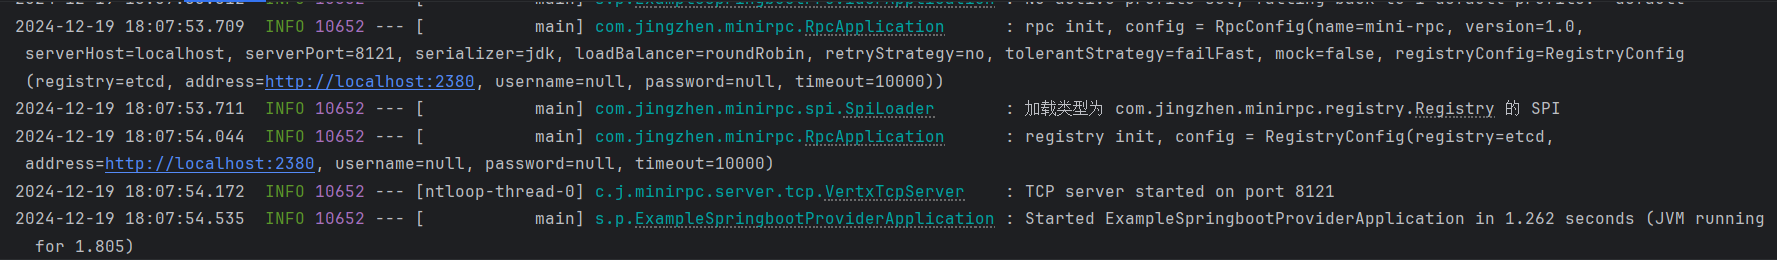 2024-12-19 18:07:53.709  INFO 10652 --- [           main] com.jingzhen.minirpc.RpcApplication      : rpc init, config = RpcConfig(name=mini-rpc, version=1.0,
serverHost=localhost, serverPort=8121, serializer=jdk, loadBalancer=roundRobin, retryStrategy=no, tolerantStrategy=failFast, mock=false, registryConfig=RegistryConfig
(registry=etcd, address=http://localhost:2380, username=null, password=null, timeout=10000))
2024-12-19 18:07:53.711  INFO 10652 --- [           main] com.jingzhen.minirpc.spi.SpiLoader       : 加载类型为 com.jingzhen.minirpc.registry.Registry 的 SPI
2024-12-19 18:07:54.044  INFO 10652 --- [           main] com.jingzhen.minirpc.RpcApplication      : registry init, config = RegistryConfig(registry=etcd,
address=http://localhost:2380, username=null, password=null, timeout=10000)
2024-12-19 18:07:54.172  INFO 10652 --- [ntloop-thread-0] c.j.minirpc.server.tcp.VertxTcpServer    : TCP server started on port 8121
2024-12-19 18:07:54.535  INFO 10652 --- [           main] s.p.ExampleSpringbootProviderApplication : Started ExampleSpringbootProviderApplication in 1.262 seconds (JVM running
for 1.805)